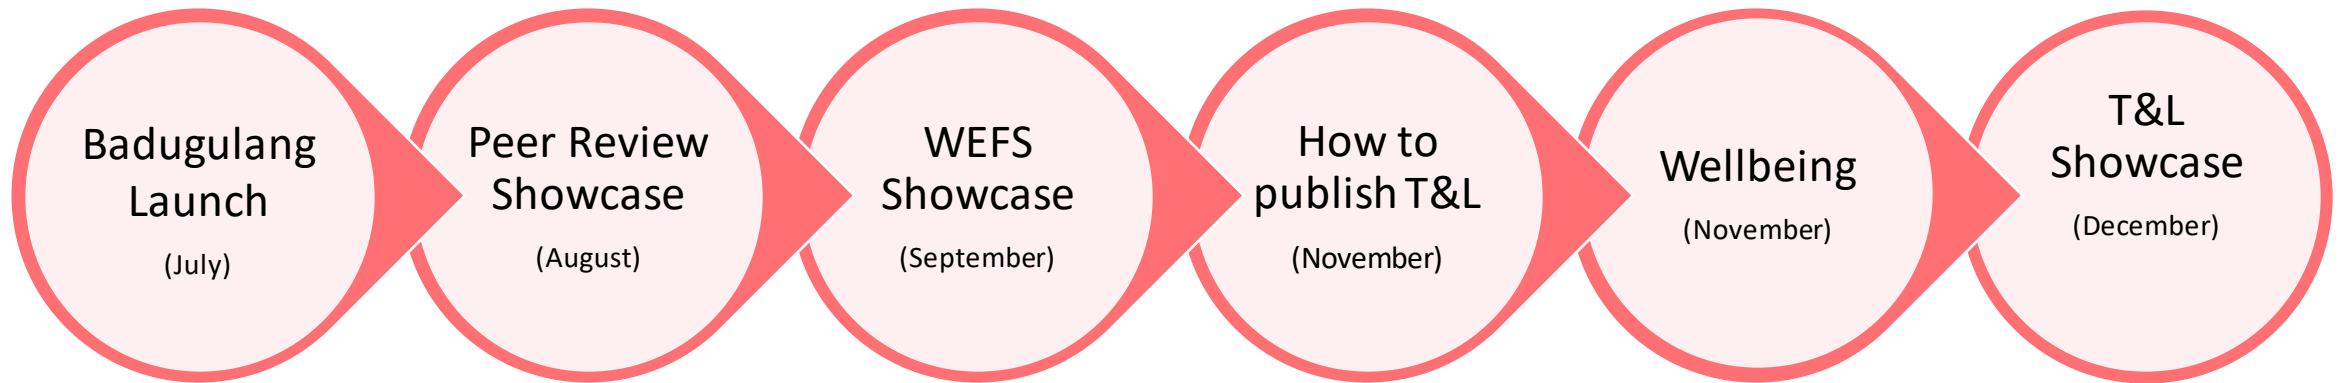 Badugulang
Launch
(July)
Peer Review
Showcase
(August)
WEFS
Showcase
(September)
How to
publish T&L
(November)
Wellbeing
(November)
T&L
Showcase
(December)